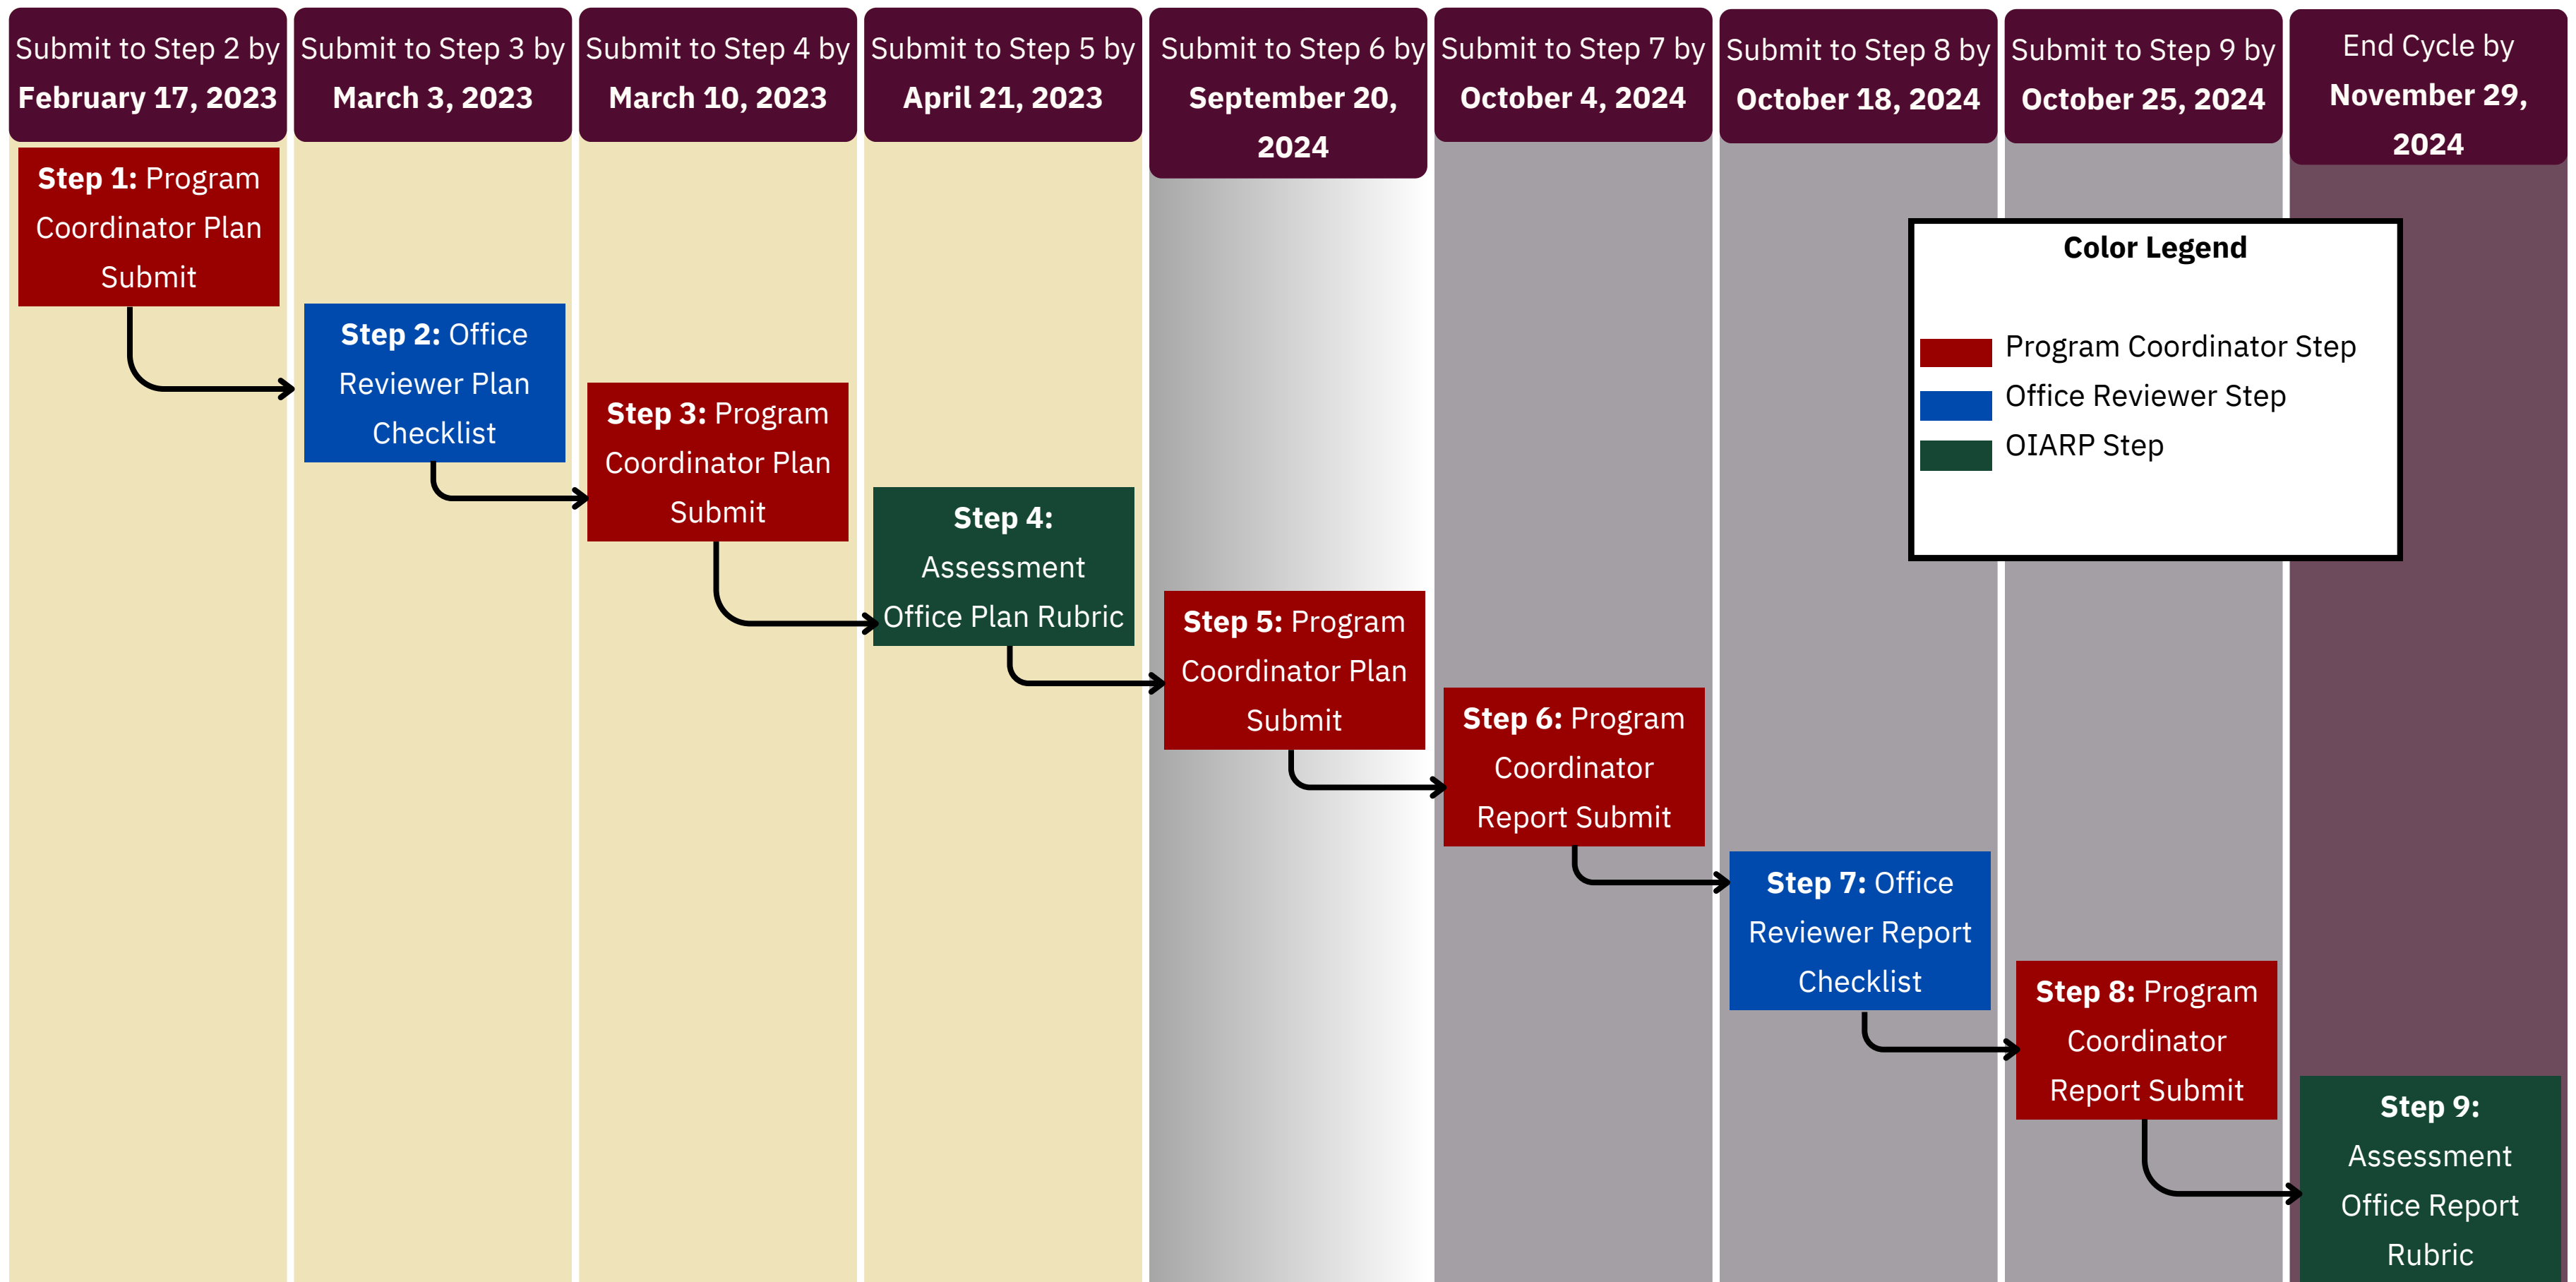 Submit to Step 2 by
February 17, 2023
Submit to Step 3 by
March 3, 2023
Submit to Step 4 by
March 10, 2023
Submit to Step 5 by
April 21, 2023
Submit to Step 6 by
September 20,
2024
Submit to Step 7 by
October 4, 2024
Submit to Step 8 by
October 18, 2024
Submit to Step 9 by
October 25, 2024
End Cycle by
November 29,
2024
Step 1: Program
Coordinator Plan
Submit
Step 2: Office
Reviewer Plan
Checklist
Step 3: Program
Coordinator Plan
Submit
Step 4:
Assessment
Office Plan Rubric
Step 5: Program
Coordinator Plan
Submit
Step 6: Program
Coordinator
Report Submit
Step 7: Office
Reviewer Report
Checklist
Step 8: Program
Coordinator
Report Submit
Step 9:
Assessment
Office Report
Rubric
Color Legend
Program Coordinator Step
Office Reviewer Step
OIARP Step